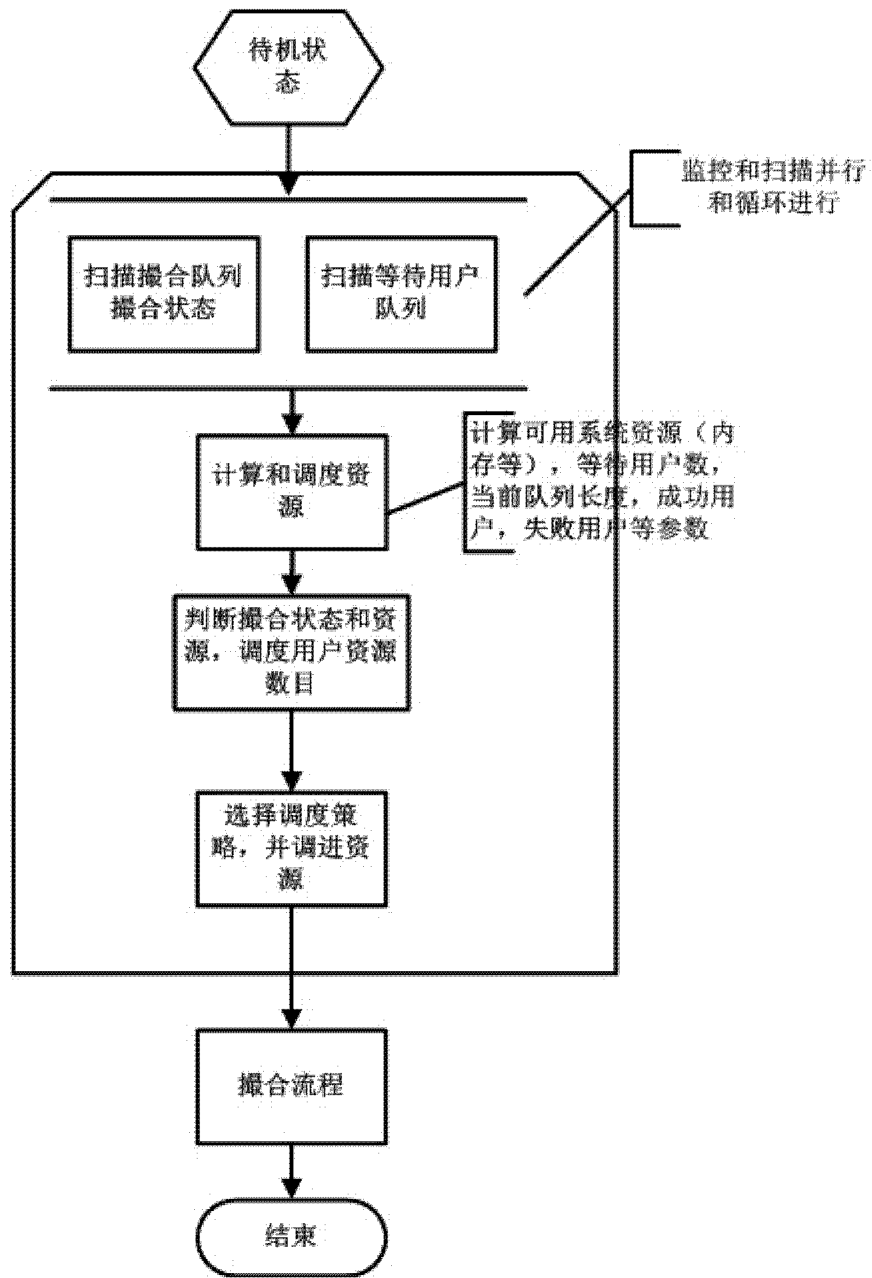 待机状
态
监控和扫描并行
和循环进行
扫描撮合队列
撮合状态
扫描等待用户
队列
计算和调度资
源
计算可用系统资源（内
存等），等待用户数，
当前队列长度，成功用
户，失败用户等参数
判断撮合状态和资
源，调度用户资源
数目
选择调度策
略，并调进资
源
撮合流程
结束